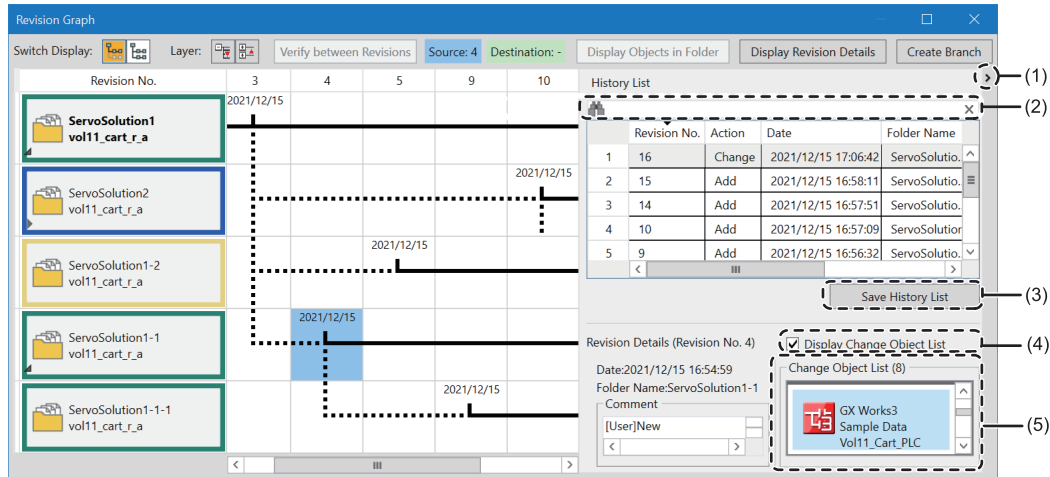 Revision Graph
Switch Display: Layer: Verify between Revisions Source: 4 Destination: - Display Objects in Folder Display Revision Details Create Branch
Revision No. 3 4 5 9 10
ServoSolution1
vol11_cart_r_a
2021/12/15
ServoSolution2
vol11_cart_r_a
2021/12/15
ServoSolution1-2
vol11_cart_r_a
2021/12/15
ServoSolution1-1
vol11_cart_r_a
2021/12/15
ServoSolution1-1-1
vol11_cart_r_a
2021/12/15
History List
(1)
(2)
Revision No. Action Date Folder Name
1 16 Change 2021/12/15 17:06:42 ServoSolutio.
2 15 Add 2021/12/15 16:58:11 ServoSolutio.
3 14 Add 2021/12/15 16:57:51 ServoSolutio.
4 10 Add 2021/12/15 16:57:09 ServoSolution
5 9 Add 2021/12/15 16:56:32 ServoSolutio.
Save History List
(3)
Revision Details (Revision No. 4)
Display Change Object List
(4)
Date:2021/12/15 16:54:59
Folder Name:ServoSolution1-1
Comment
[User]New
Change Object List (8)
GX Works3
Sample Data
Vol11_Cart_PLC
(5)